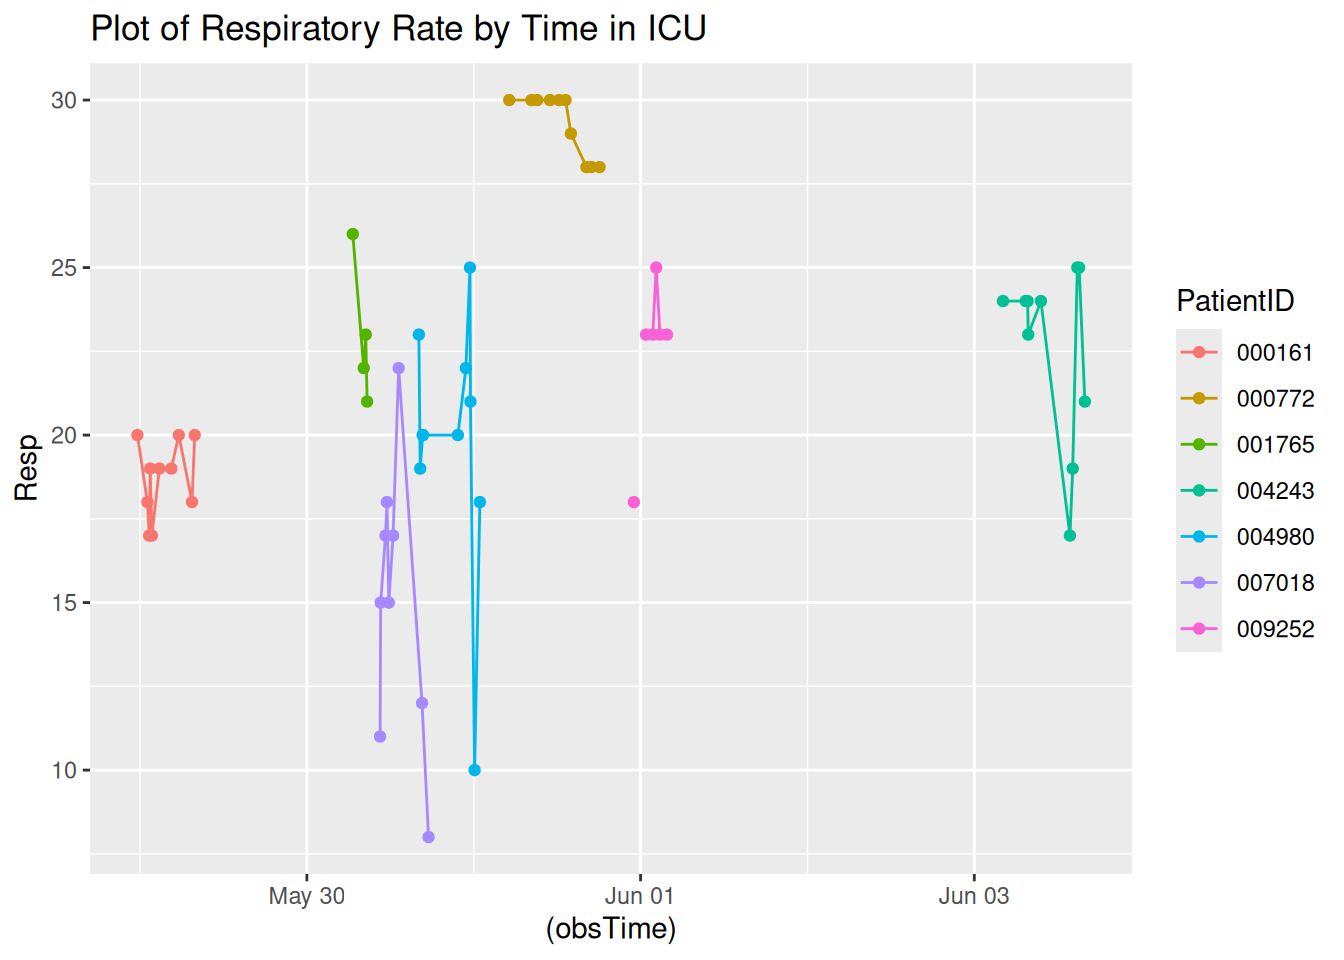 Plot of Respiratory Rate by Time in ICU
30
25
20
15
10
Resp
May 30
Jun 01
Jun 03
(obsTime)
PatientID
000161
000772
001765
004243
004980
007018
009252